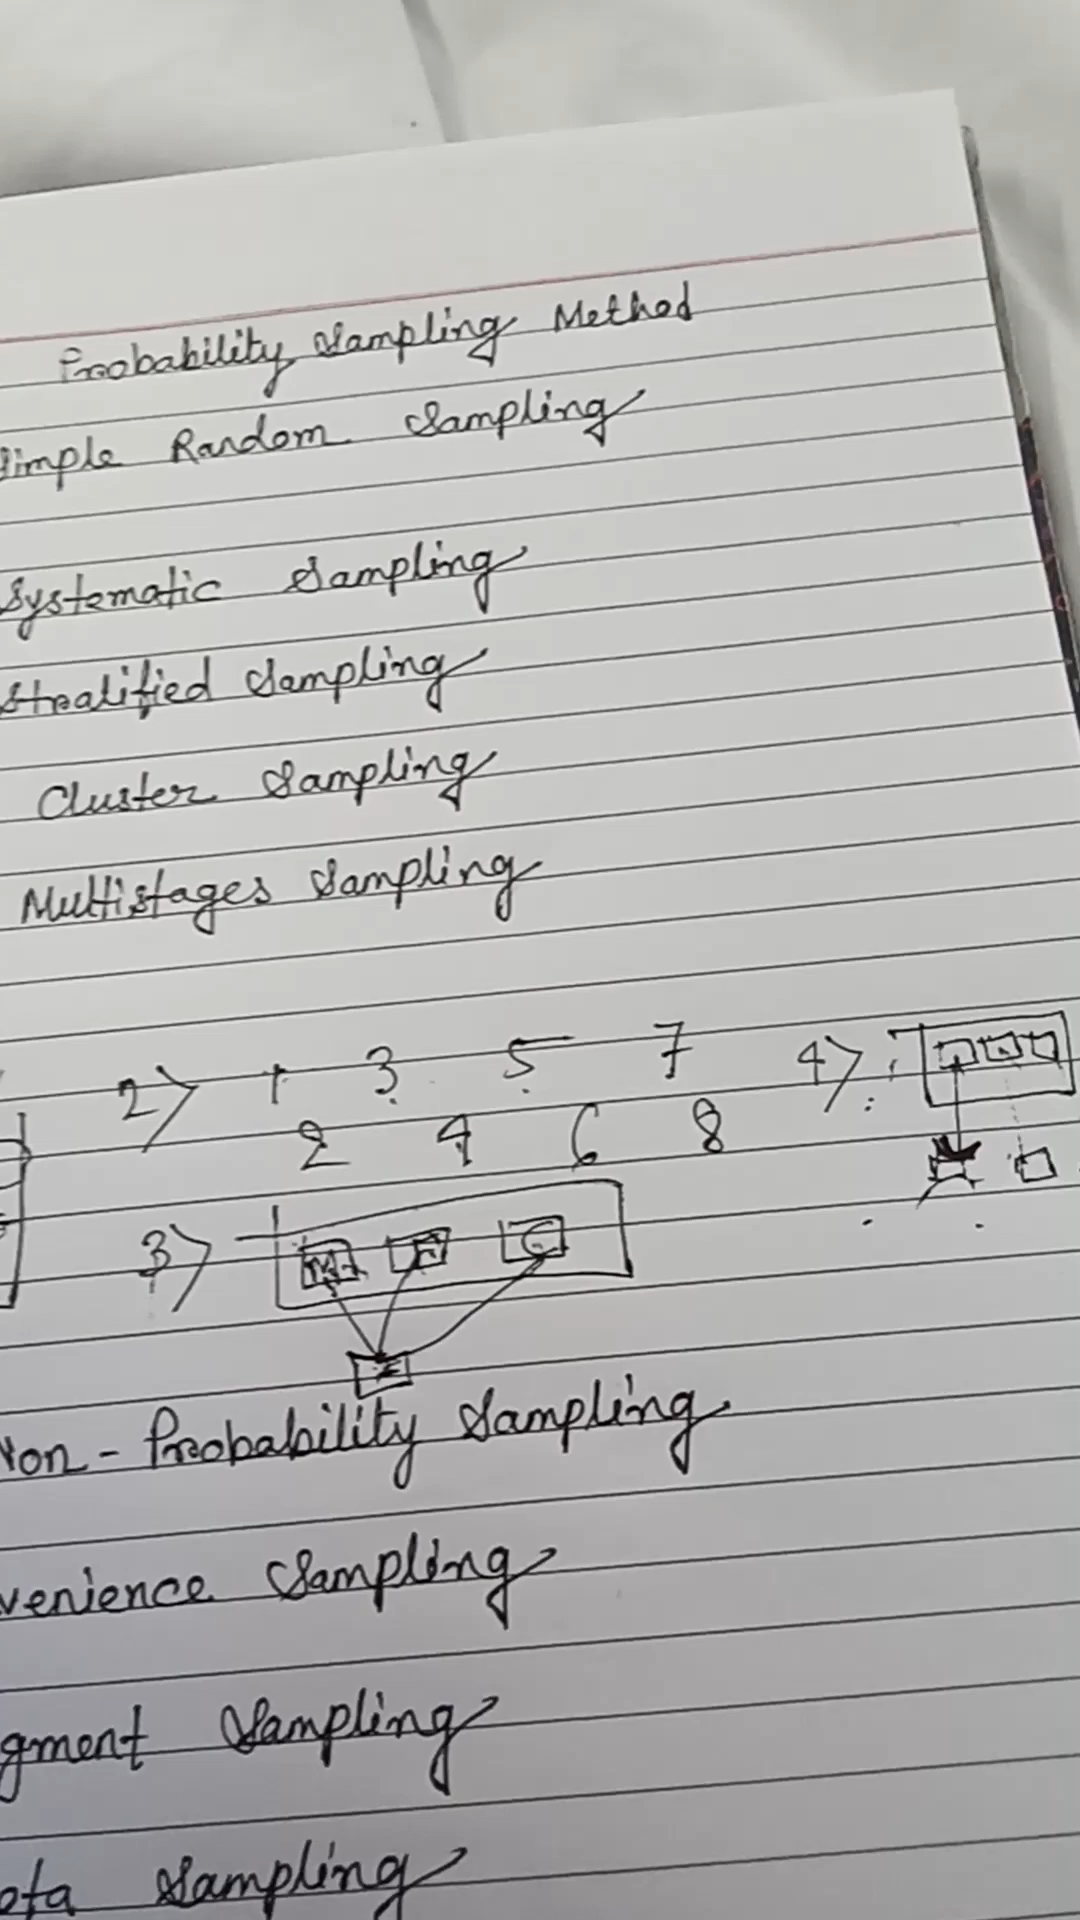 Probability Sampling Method
Simple Random Sampling
Systematic Sampling
Stratified Sampling
Cluster Sampling
Multistages Sampling
2) 1 3 5 7 4)
2 4 6 8
3) M F C
Non - Probability Sampling
venience Sampling
gment Sampling
ota Sampling